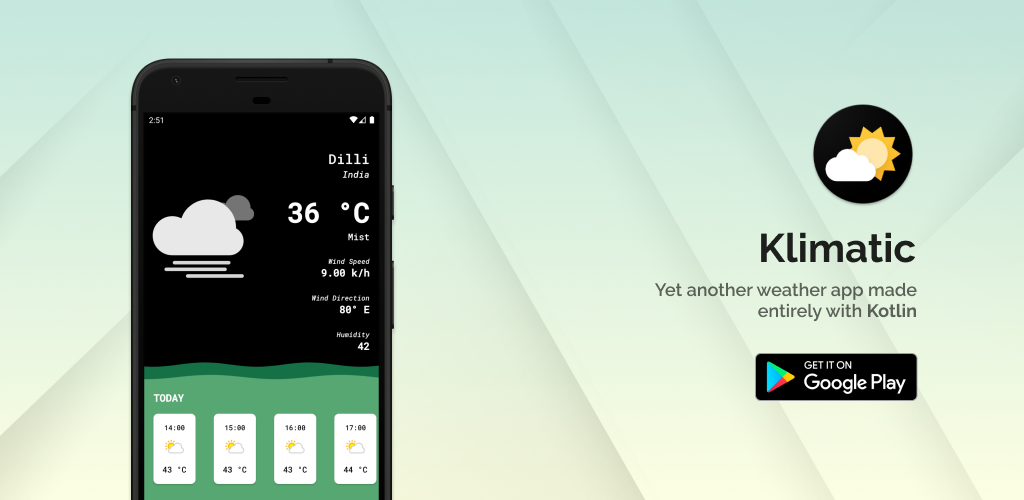 2:51
Dilli
India
36 °C
Mist
Wind Speed
9.00 k/h
Wind Direction
80° E
Humidity
42
TODAY
14:00 15:00 16:00 17:00
43 °C 43 °C 43 °C 44 °C
Klimatic
Yet another weather app made
entirely with Kotlin
GET IT ON
Google Play